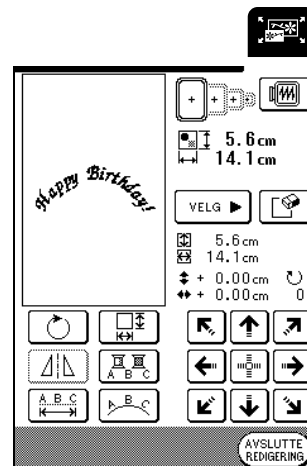 5.6cm
14.1cm
Happy Birthday!
VELG
5.6cm
14.1cm
+ 0.00cm
+ 0.00cm 0
A B C
A B C
A B C
AVSLUTTE
REDIGERING